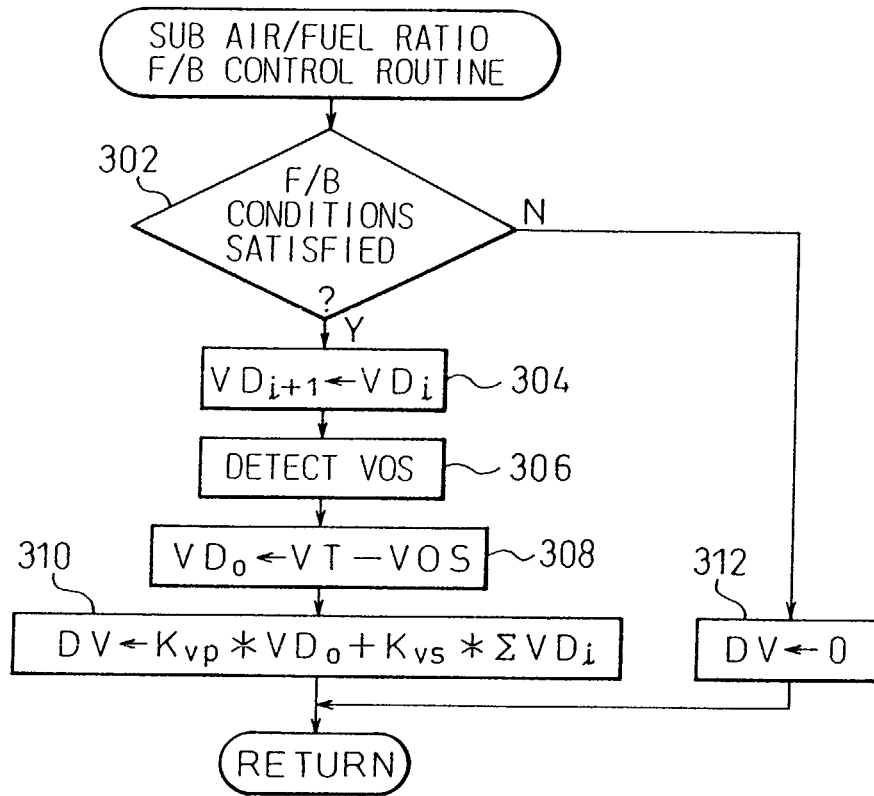 SUB AIR/FUEL RATIO
F/B CONTROL ROUTINE
302
F/B
CONDITIONS
SATISFIED
?
N
Y
VDi+1←VDi
304
DETECT VOS
306
VD0←VT−VOS
308
310
DV←Kvp*VD0+Kvs*ΣVDi
312
DV←0
RETURN